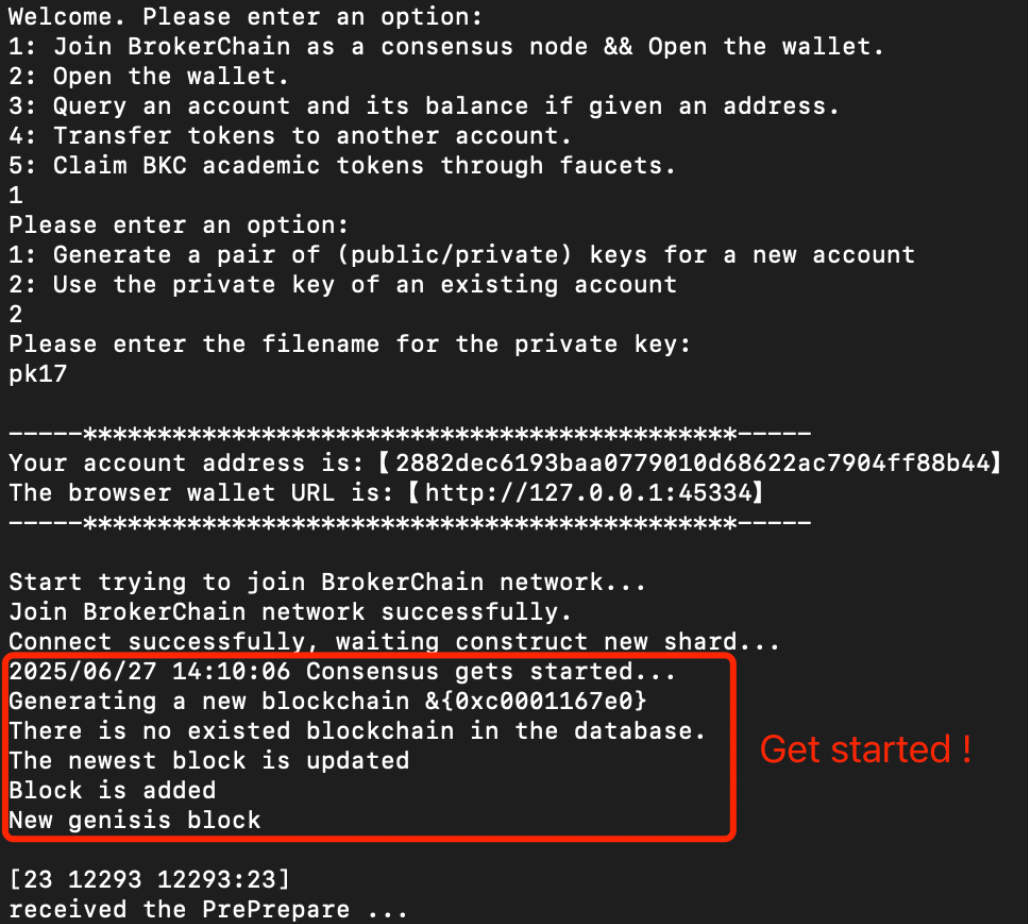 Welcome. Please enter an option:
1: Join BrokerChain as a consensus node && Open the wallet.
2: Open the wallet.
3: Query an account and its balance if given an address.
4: Transfer tokens to another account.
5: Claim BKC academic tokens through faucets.
1
Please enter an option:
1: Generate a pair of (public/private) keys for a new account
2: Use the private key of an existing account
2
Please enter the filename for the private key:
pk17
-----********************************************-----
Your account address is:【2882dec6193baa0779010d68622ac7904ff88b44】
The browser wallet URL is:【http://127.0.0.1:45334】
-----********************************************-----
Start trying to join BrokerChain network...
Join BrokerChain network successfully.
Connect successfully, waiting construct new shard...
2025/06/27 14:10:06 Consensus gets started...
Generating a new blockchain &{0xc0001167e0}
There is no existed blockchain in the database.
The newest block is updated
Get started !
Block is added
New genisis block
[23 12293 12293:23]
received the PrePrepare ...